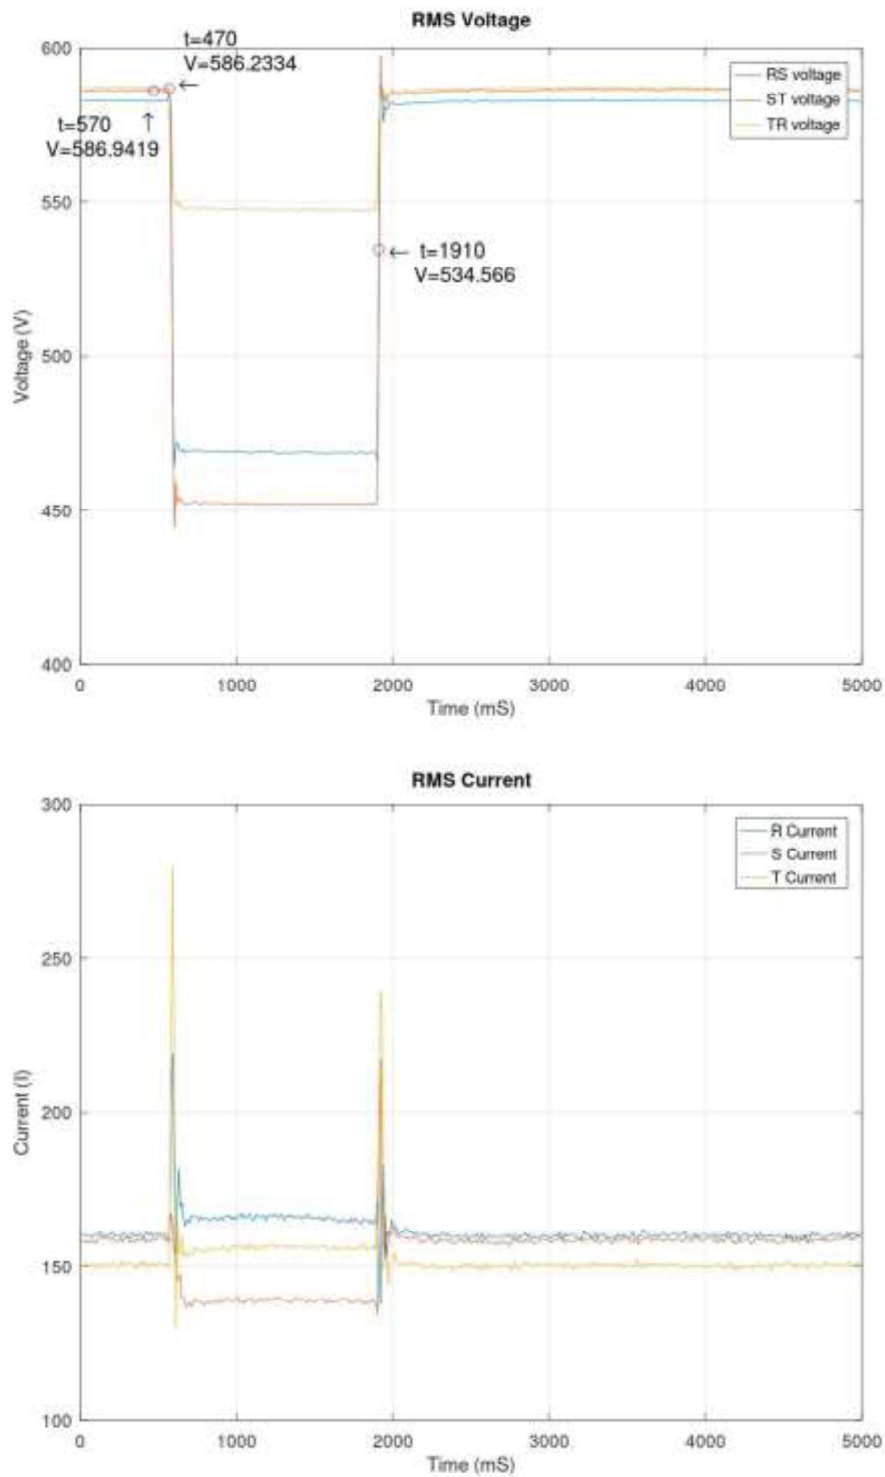 RMS Voltage
t=470
V=586.2334
t=570
V=586.9419
t=1910
V=534.566
RS voltage
ST voltage
TR voltage
600
550
500
450
400
Voltage (V)
0 1000 2000 3000 4000 5000
Time (mS)
RMS Current
R Current
S Current
T Current
300
250
200
150
100
Current (I)
0 1000 2000 3000 4000 5000
Time (mS)